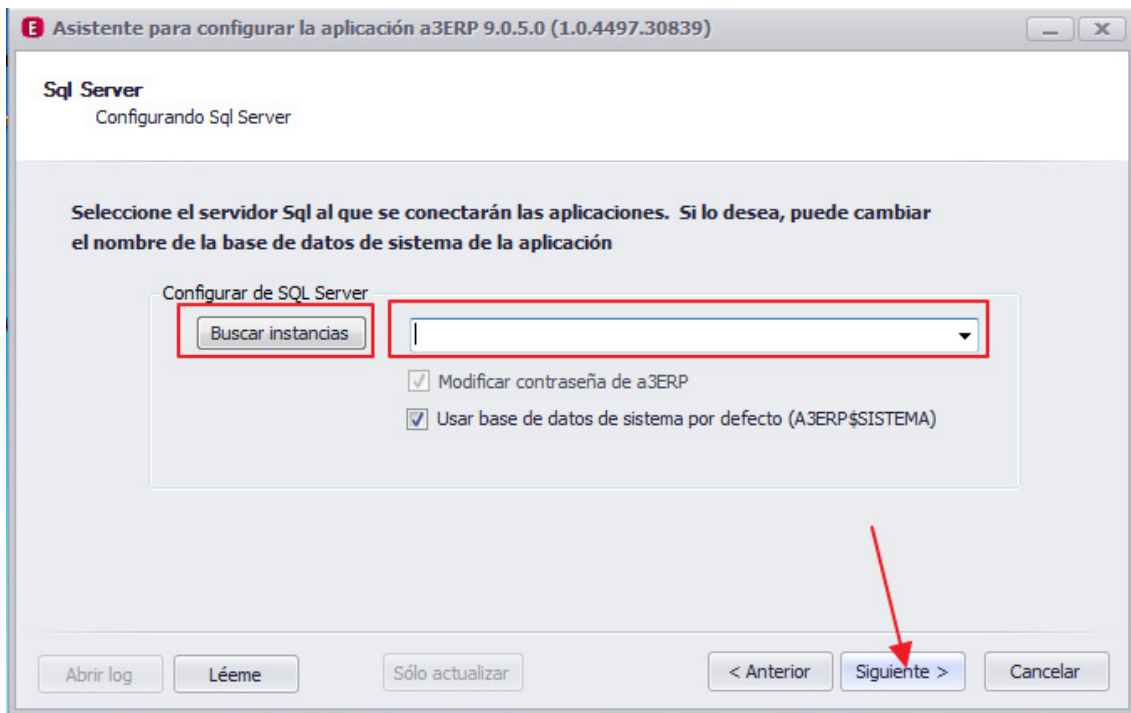 Asistente para configurar la aplicación a3ERP 9.0.5.0 (1.0.4497.30839)
Sql Server
Configurando Sql Server
Seleccione el servidor Sql al que se conectarán las aplicaciones. Si lo desea, puede cambiar
el nombre de la base de datos de sistema de la aplicación
Configurar de SQL Server
Buscar instancias
Modificar contraseña de a3ERP
Usar base de datos de sistema por defecto (A3ERP$SISTEMA)
Abrir log
Léeme
Sólo actualizar
< Anterior
Siguiente >
Cancelar